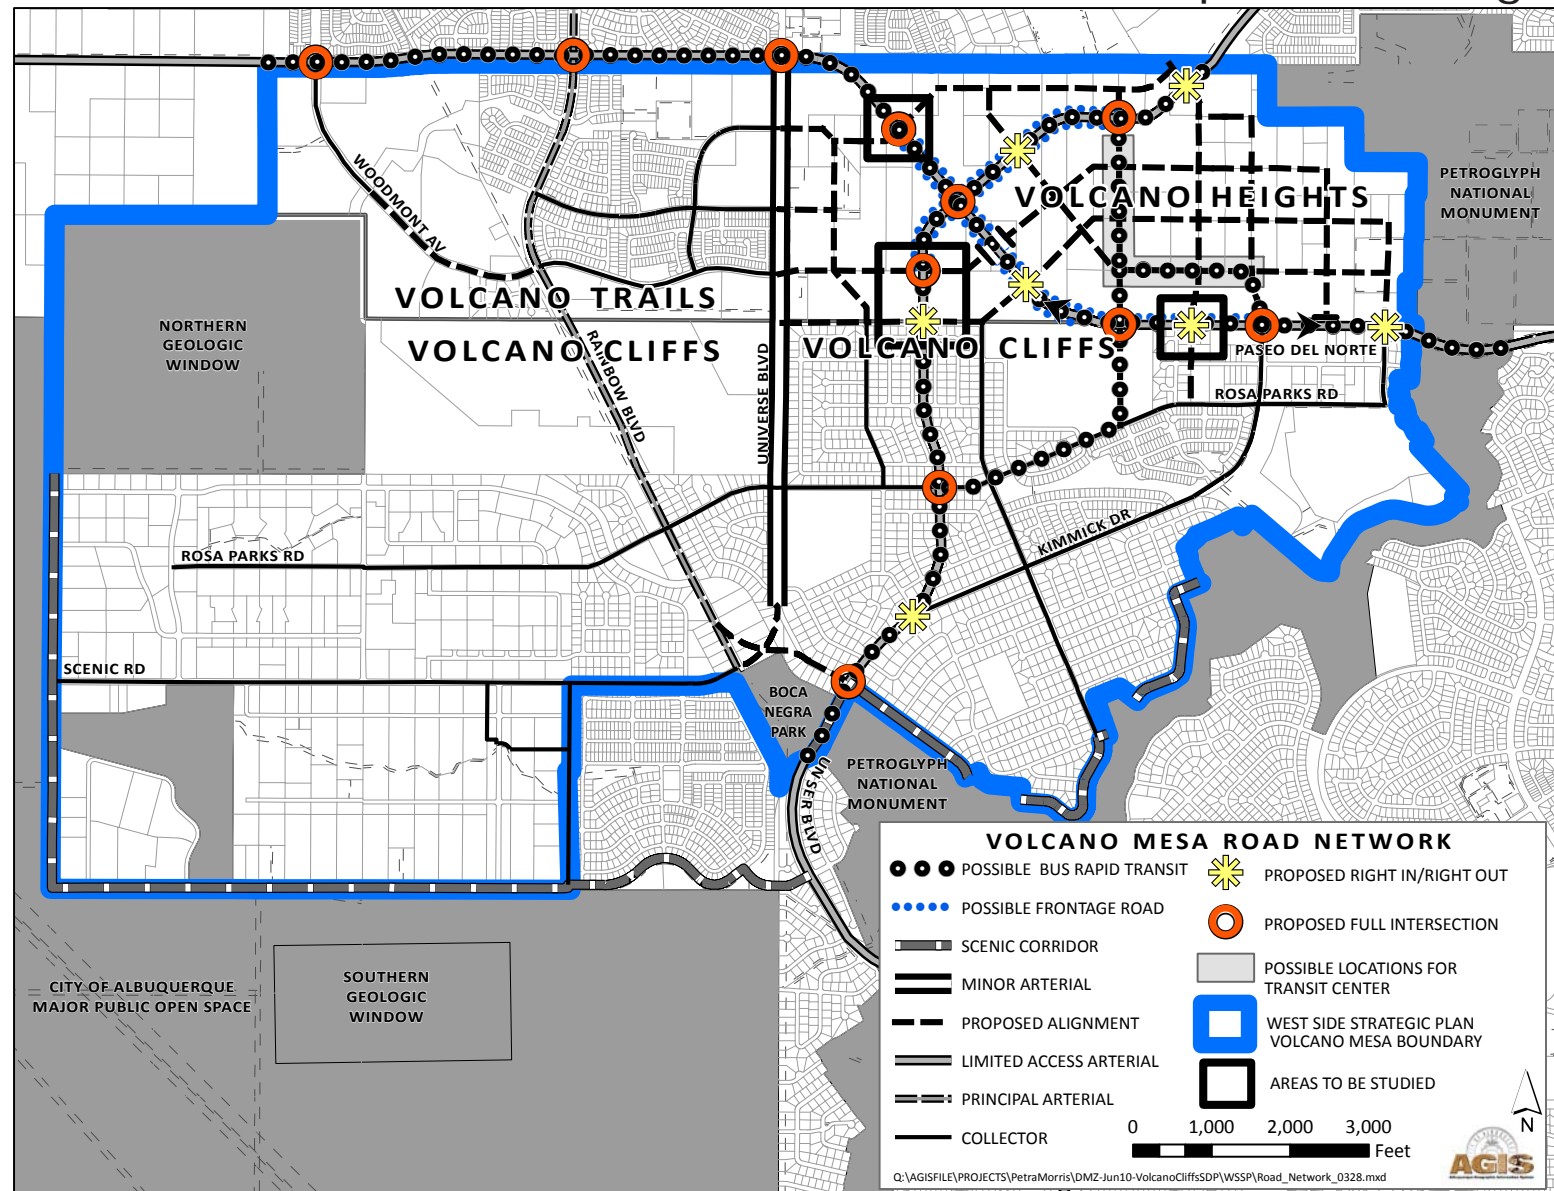 PETROGLYPH
NATIONAL
MONUMENT
VOLCANO HEIGHTS
WOODMONT AV
VOLCANO TRAILS
NORTHERN
GEOLOGIC
WINDOW
VOLCANO CLIFFS
VOLCANO CLIFFS
RAINBOW BLVD
UNIVERSE BLVD
PASEO DEL NORTE
ROSA PARKS RD
KIMMICK DR
ROSA PARKS RD
SCENIC RD
BOCA
NEGRA
PARK
UNSER BLVD
PETROGLYPH
NATIONAL
MONUMENT
CITY OF ALBUQUERQUE
MAJOR PUBLIC OPEN SPACE
SOUTHERN
GEOLOGIC
WINDOW
VOLCANO MESA ROAD NETWORK
POSSIBLE BUS RAPID TRANSIT
POSSIBLE FRONTAGE ROAD
SCENIC CORRIDOR
MINOR ARTERIAL
PROPOSED ALIGNMENT
LIMITED ACCESS ARTERIAL
PRINCIPAL ARTERIAL
COLLECTOR
PROPOSED RIGHT IN/RIGHT OUT
PROPOSED FULL INTERSECTION
POSSIBLE LOCATIONS FOR
TRANSIT CENTER
WEST SIDE STRATEGIC PLAN
VOLCANO MESA BOUNDARY
AREAS TO BE STUDIED
0 1,000 2,000 3,000
Feet
N
Q:\AGISFILE\PROJECTS\PetraMorris\DMZ-Jun10-VolcanoCliffsSDP\WSSP\Road_Network_0328.mxd
AGIS